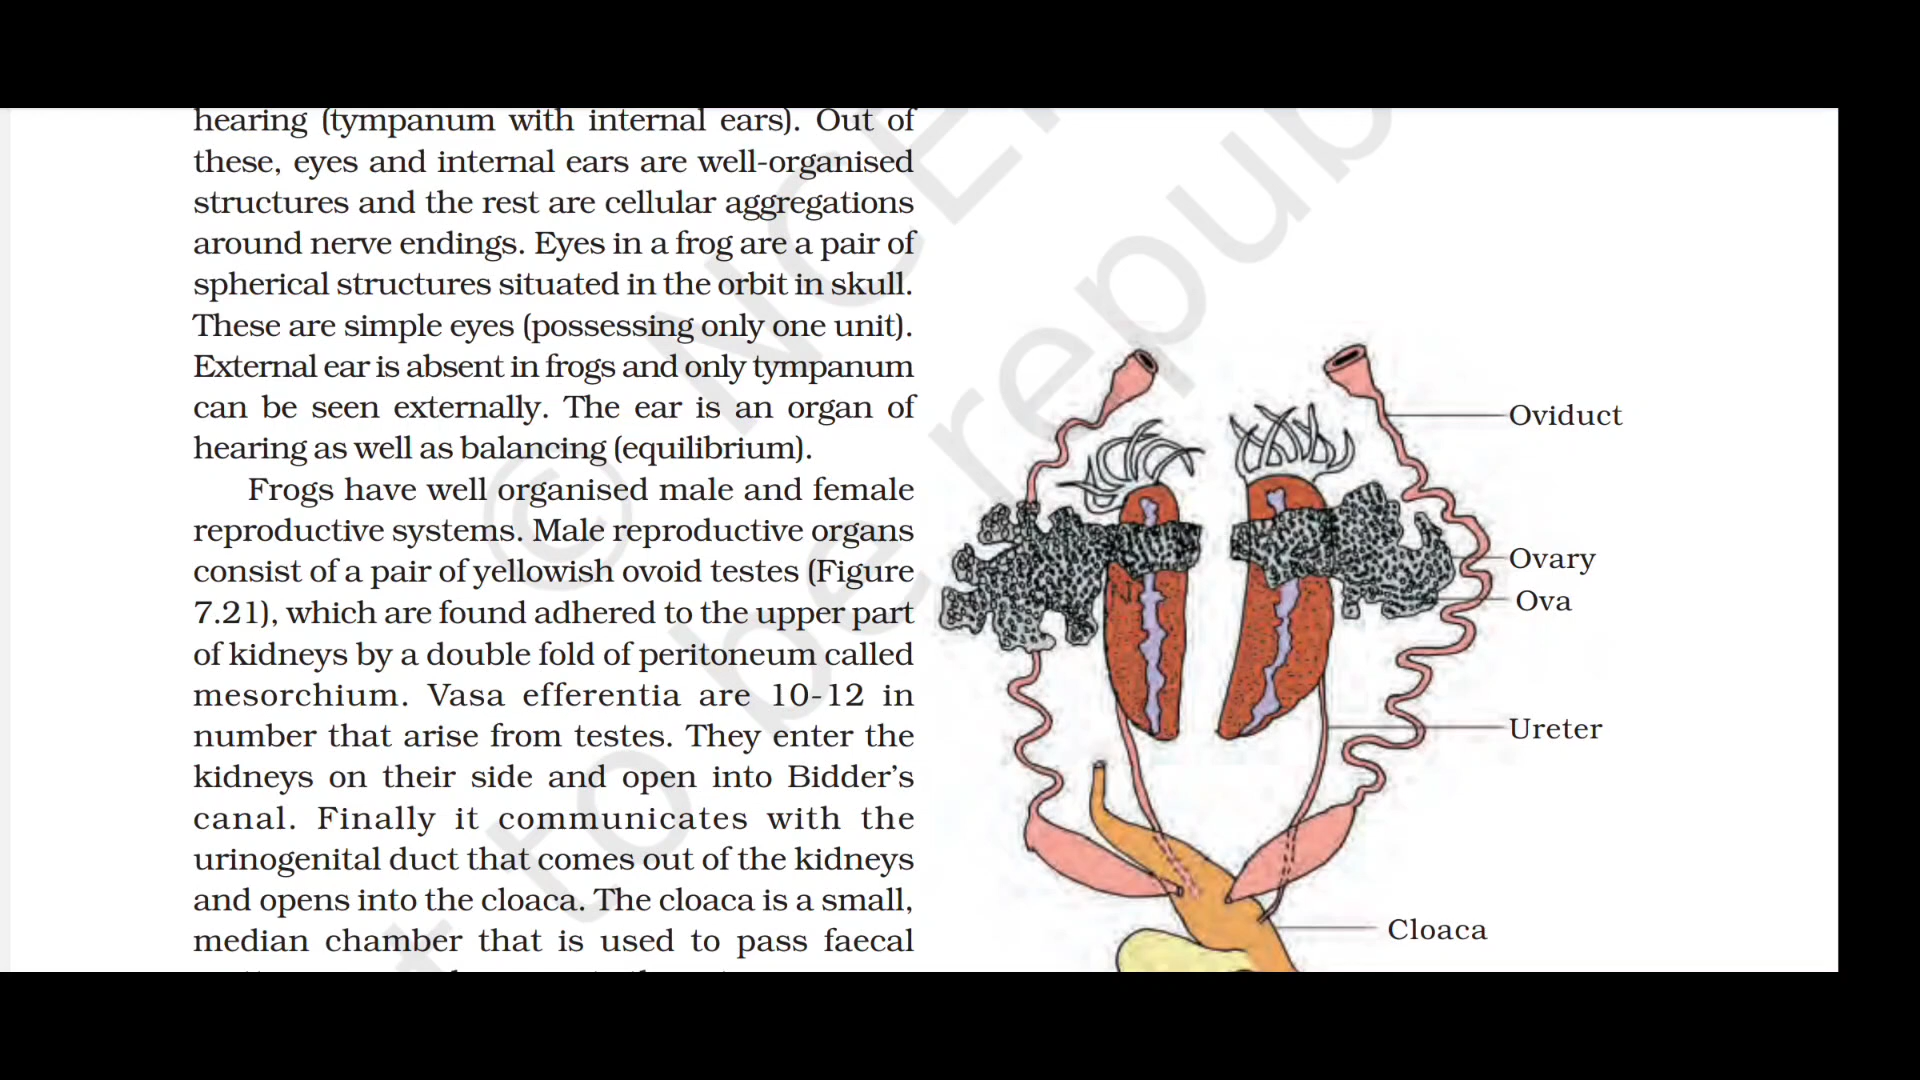 hearing (tympanum with internal ears). Out of
these, eyes and internal ears are well-organised
structures and the rest are cellular aggregations
around nerve endings. Eyes in a frog are a pair of
spherical structures situated in the orbit in skull.
These are simple eyes (possessing only one unit).
External ear is absent in frogs and only tympanum
can be seen externally. The ear is an organ of
hearing as well as balancing (equilibrium).
Frogs have well organised male and female
reproductive systems. Male reproductive organs
consist of a pair of yellowish ovoid testes (Figure
7.21), which are found adhered to the upper part
of kidneys by a double fold of peritoneum called
mesorchium. Vasa efferentia are 10-12 in
number that arise from testes. They enter the
kidneys on their side and open into Bidder's
canal. Finally it communicates with the
urinogenital duct that comes out of the kidneys
and opens into the cloaca. The cloaca is a small,
median chamber that is used to pass faecal
Oviduct
Ovary
Ova
Ureter
Cloaca
© NCE
to be repub